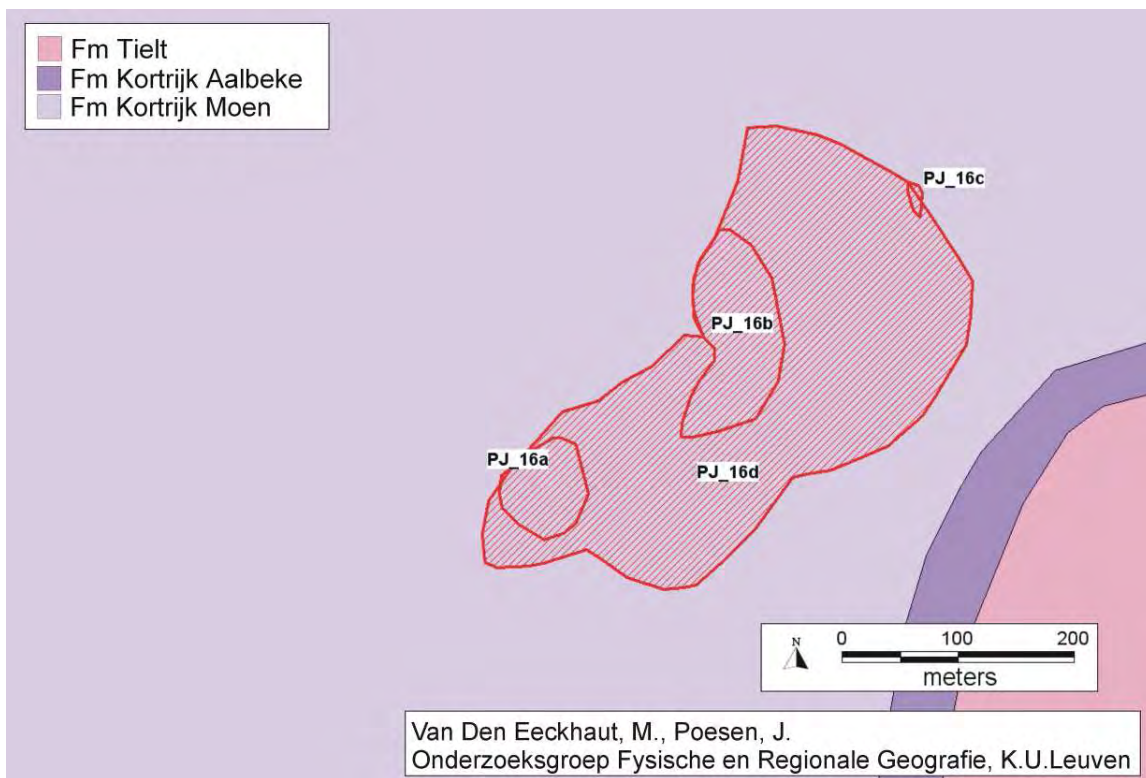 Fm Tielt
Fm Kortrijk Aalbeke
Fm Kortrijk Moen
PJ_16c
PJ_16b
PJ_16a
PJ_16d
N
0 100 200
meters
Van Den Eeckhaut, M., Poesen, J.
Onderzoeksgroep Fysische en Regionale Geografie, K.U.Leuven